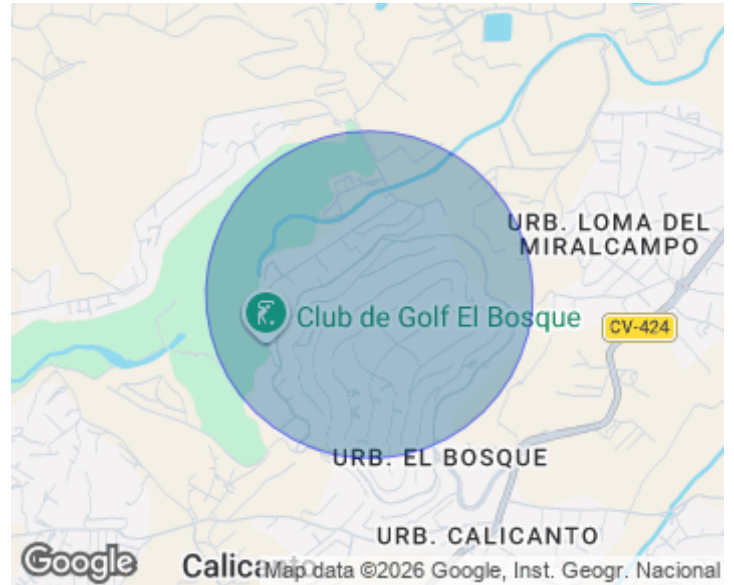 URB. LOMA DEL
MIRALCAMPO
Club de Golf El Bosque
CV-424
URB. EL BOSQUE
URB. CALICANTO
Google
Map data ©2026 Google, Inst. Geogr. Nacional